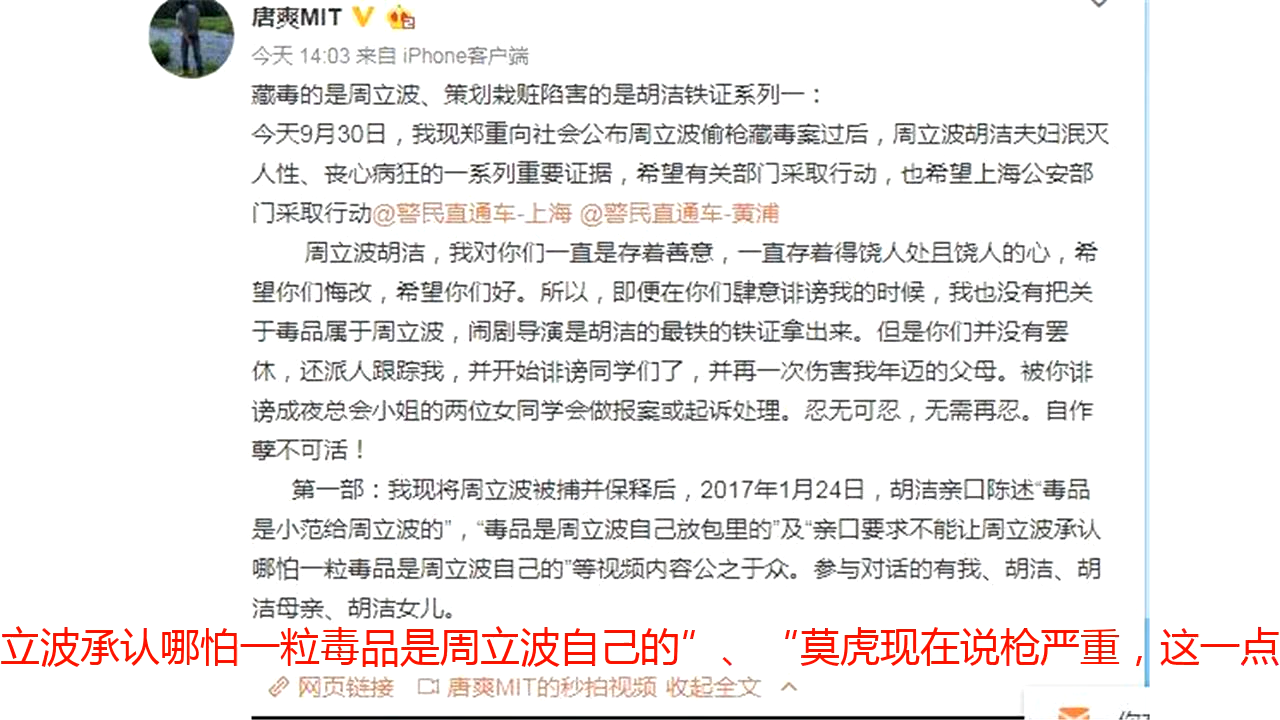 唐爽MIT
今天 14:03 来自 iPhone客户端
藏毒的是周立波、策划栽赃陷害的是胡洁铁证系列一：
今天9月30日，我现郑重向社会公布周立波偷枪藏毒案过后，周立波胡洁夫妇泯灭
人性、丧心病狂的一系列重要证据，希望有关部门采取行动，也希望上海公安部
门采取行动@警民直通车-上海 @警民直通车-黄浦
周立波胡洁，我对你们一直是存着善意，一直存着得饶人处且饶人的心，希
望你们悔改，希望你们好。所以，即便在你们肆意诽谤我的时候，我也没有把关
于毒品属于周立波，闹剧导演是胡洁的最铁的铁证拿出来。但是你们并没有罢
休，还派人跟踪我，并开始诽谤同学们了，并再一次伤害我年迈的父母。被你诽
谤成夜总会小姐的两位女同学会做报案或起诉处理。忍无可忍，无需再忍。自作
孽不可活！
第一部：我现将周立波被捕并保释后，2017年1月24日，胡洁亲口陈述“毒品
是小范给周立波的”，“毒品是周立波自己放包里的”及“亲口要求不能让周立波承认
哪怕一粒毒品是周立波自己的”等视频内容公之于众。参与对话的有我、胡洁、胡
洁母亲、胡洁女儿。
立波承认哪怕一粒毒品是周立波自己的”、“莫虎现在说枪严重，这一点
网页链接 唐爽MIT的秒拍视频 收起全文